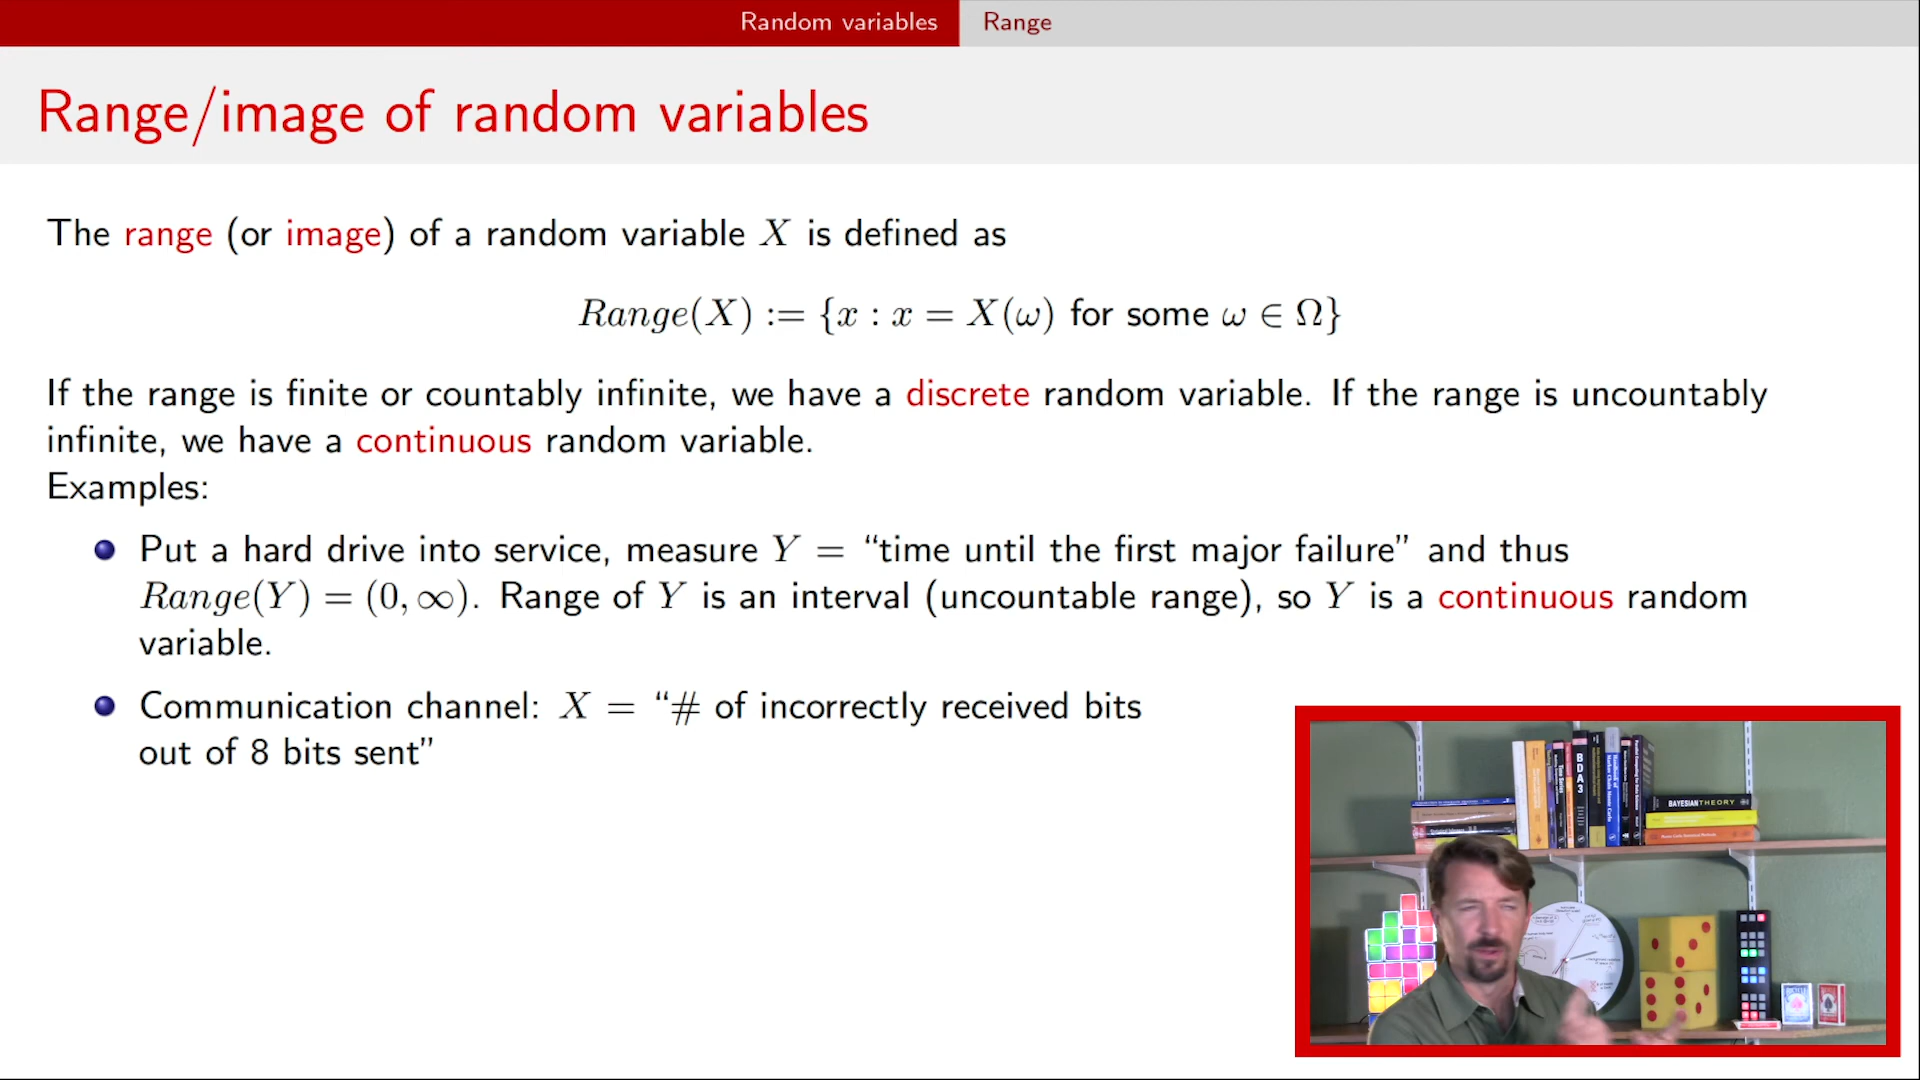 Random variables
Range
Range/image of random variables
The range (or image) of a random variable X is defined as
Range(X) := {x : x = X(ω) for some ω ∈ Ω}
If the range is finite or countably infinite, we have a discrete random variable. If the range is uncountably
infinite, we have a continuous random variable.
Examples:
Put a hard drive into service, measure Y = “time until the first major failure” and thus
Range(Y) = (0, ∞). Range of Y is an interval (uncountable range), so Y is a continuous random
variable.
Communication channel: X = “# of incorrectly received bits
out of 8 bits sent”
BDA3
BAYESIAN THEORY